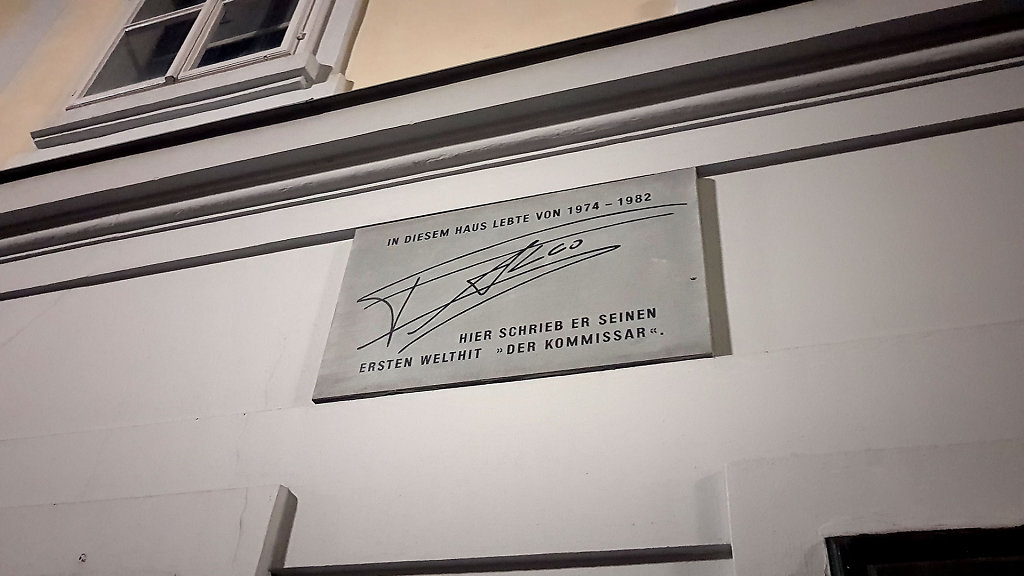 IN DIESEM HAUS LEBTE VON 1974 – 1982
FALCO
HIER SCHRIEB ER SEINEN
ERSTEN WELTHIT »DER KOMMISSAR«.